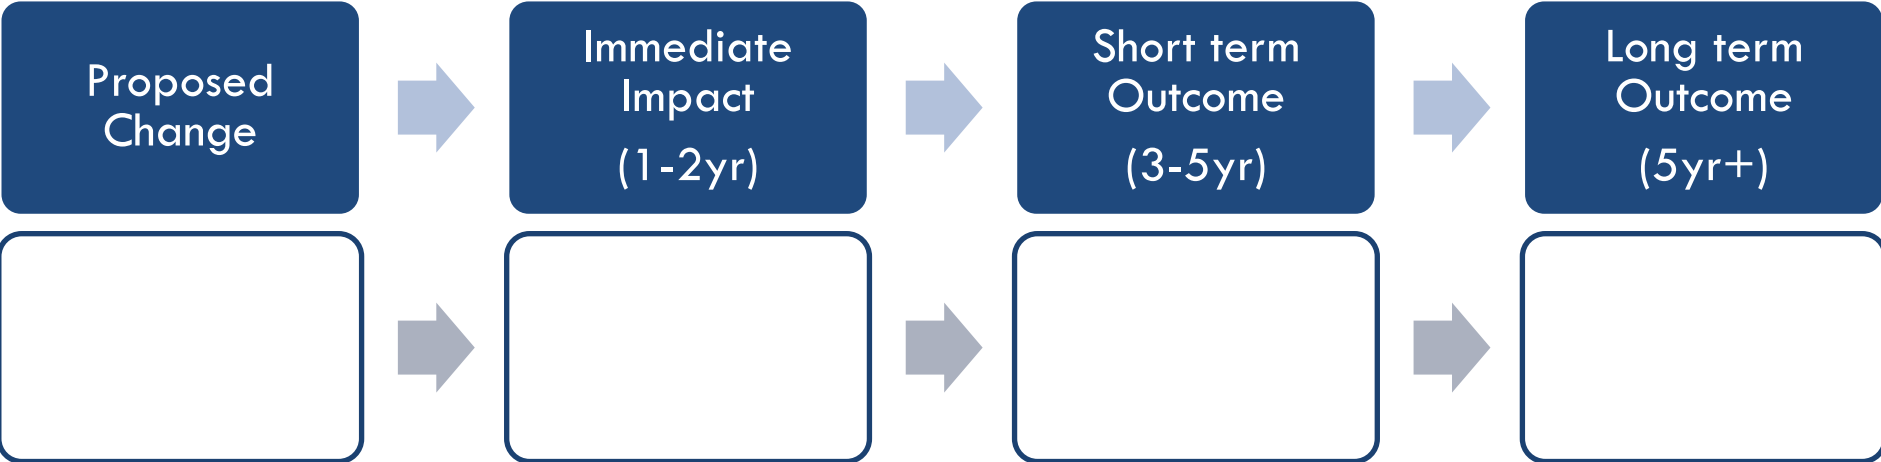 Proposed
Change
Immediate
Impact
(1-2yr)
Short term
Outcome
(3-5yr)
Long term
Outcome
(5yr+)